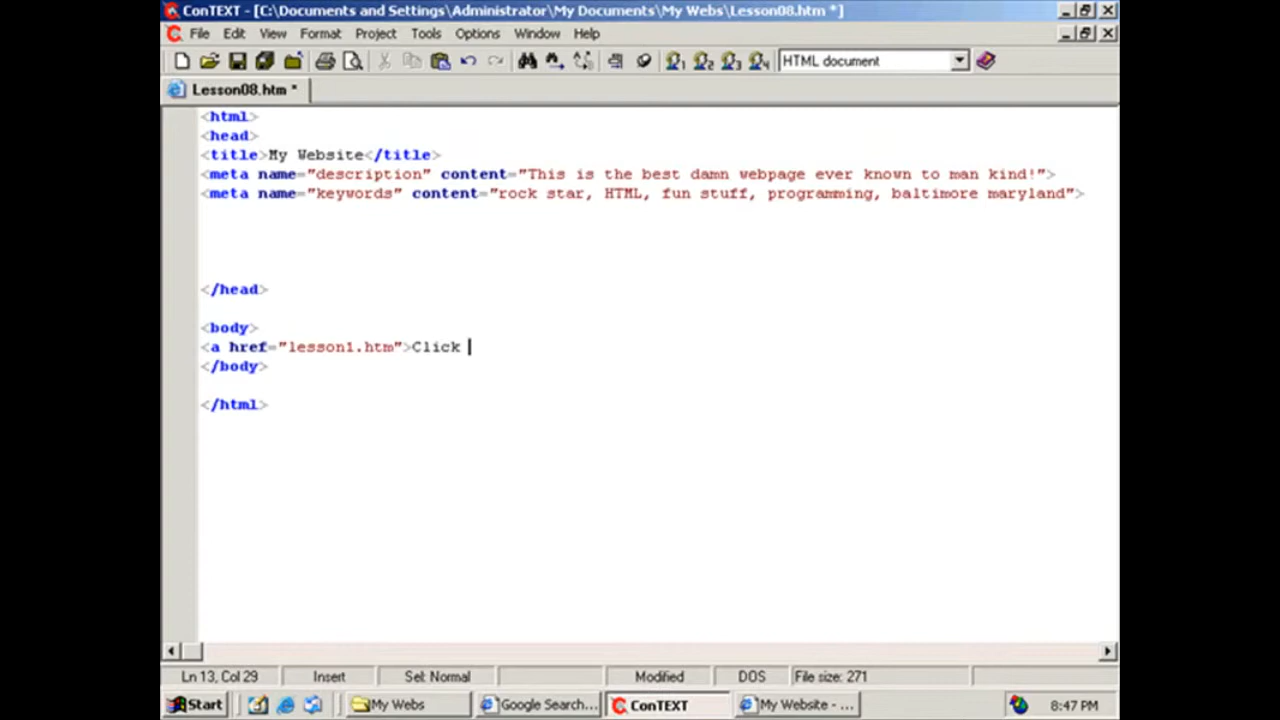 ConTEXT - [C:\Documents and Settings\Administrator\My Documents\My Webs\Lesson08.htm *]
File Edit View Format Project Tools Options Window Help
1 2 3 4 HTML document
Lesson08.htm *
<html>
<head>
<title>My Website</title>
<meta name="description" content="This is the best damn webpage ever known to man kind!">
<meta name="keywords" content="rock star, HTML, fun stuff, programming, baltimore maryland">
</head>
<body>
<a href="lesson1.htm">Click
</body>
</html>
Ln 13, Col 29 Insert Sel: Normal Modified DOS File size: 271
Start My Webs Google Search... ConTEXT My Website - ... 8:47 PM